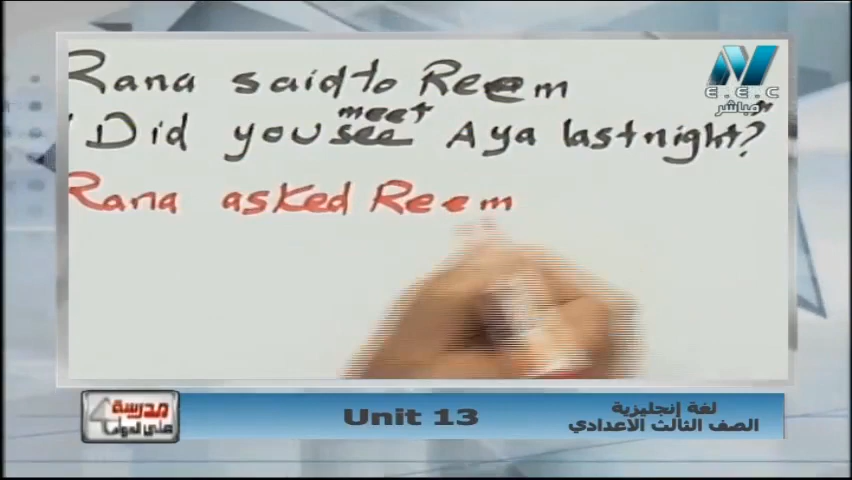 Rana said to Reem
meet
"Did you see Aya last night?"
Rana asked Reem
E.E.C
مباشر
Unit 13
لغة إنجليزية
الصف الثالث الاعدادي
مدرسة
على الهواء